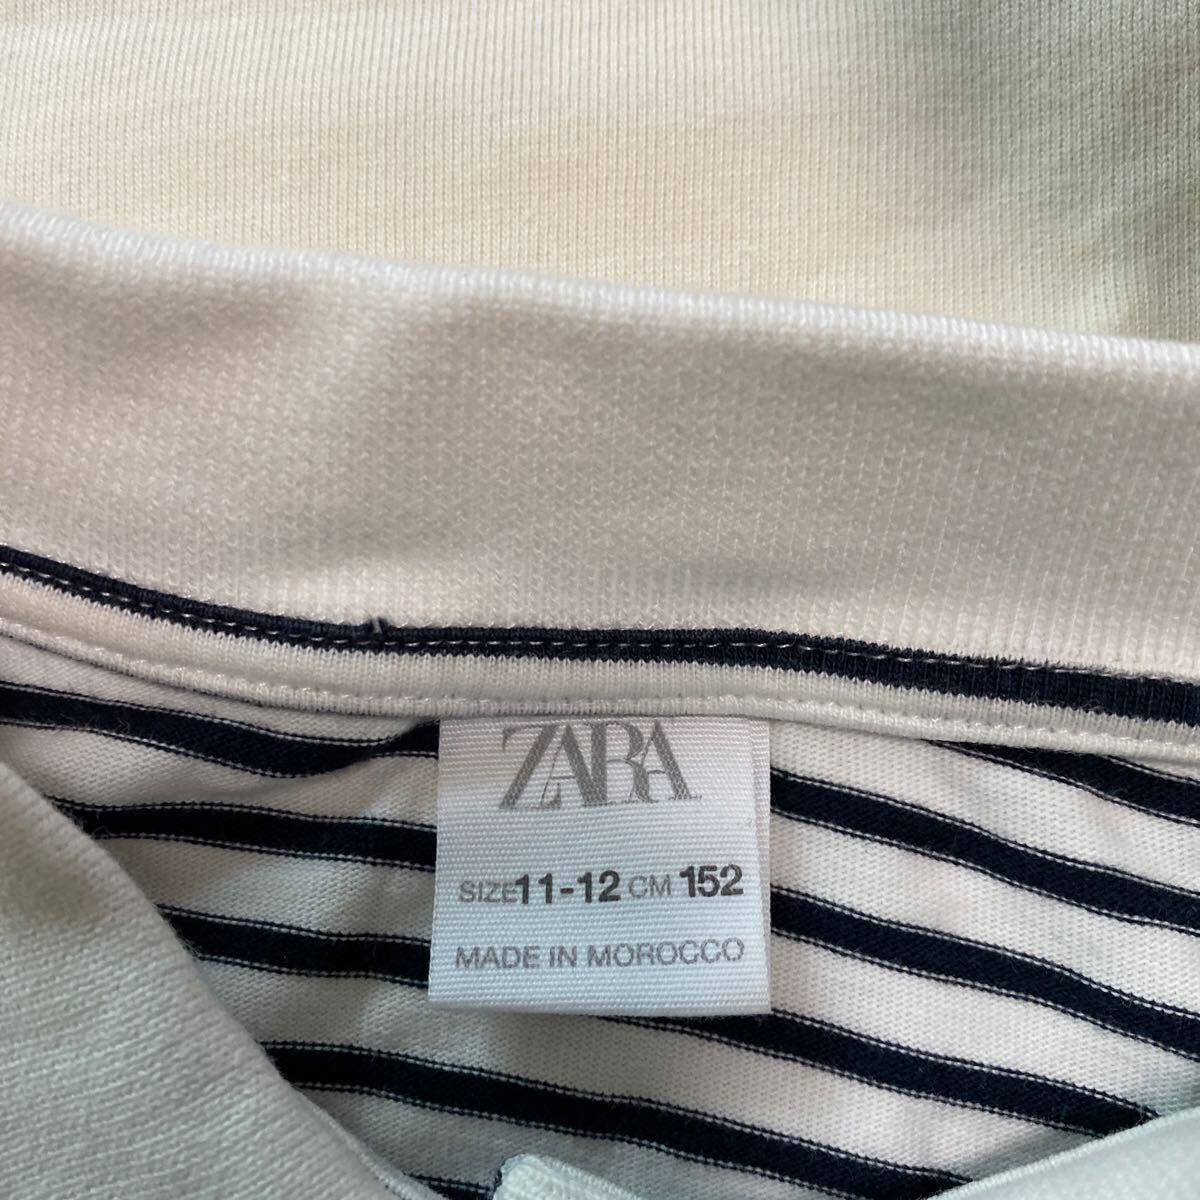 ZARA
SIZE 11-12 CM 152
MADE IN MOROCCO